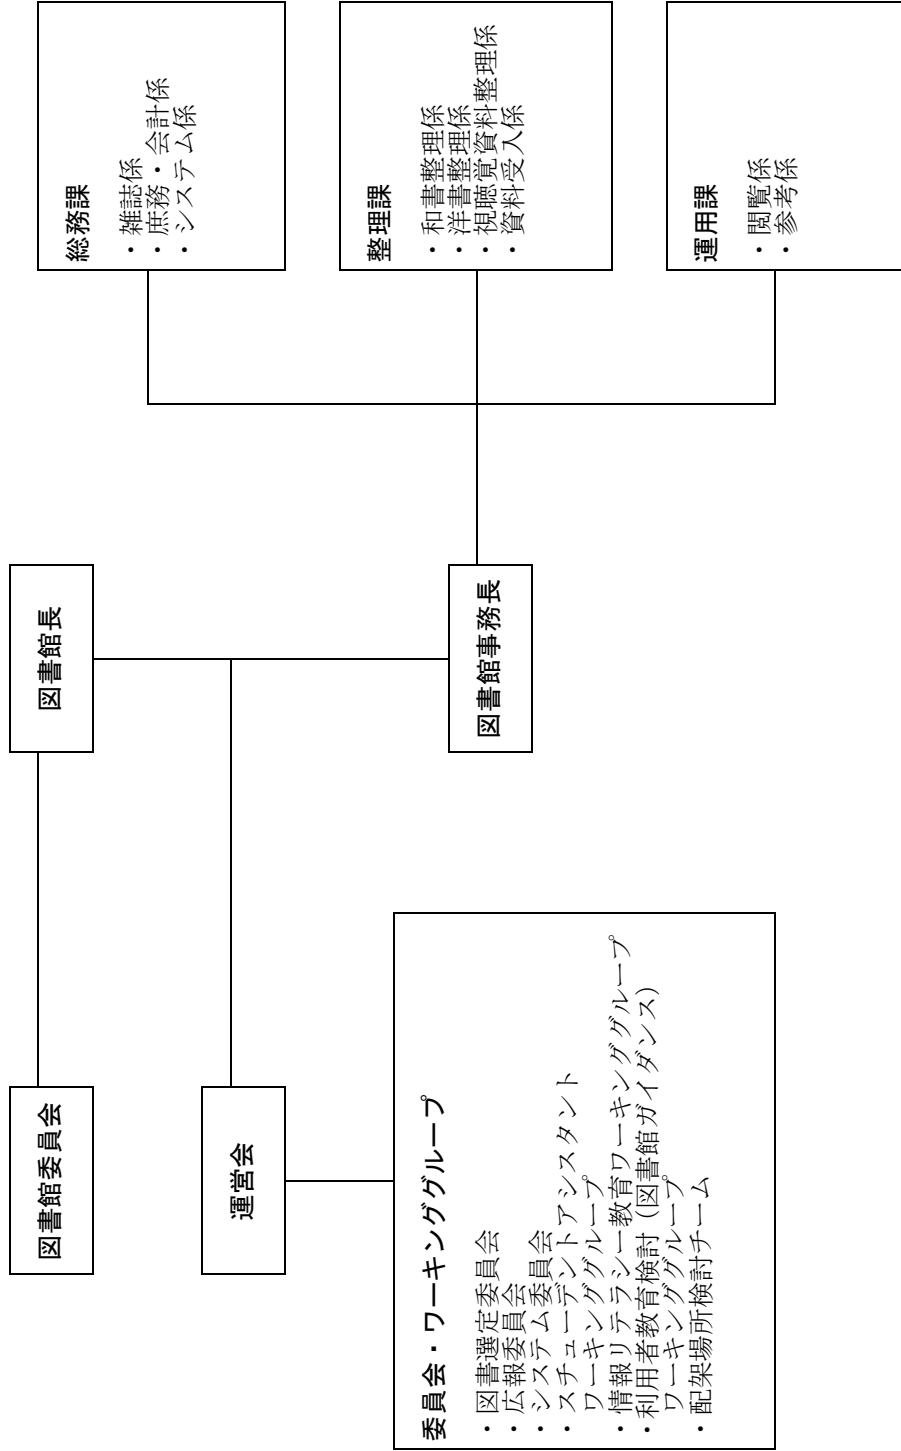 図書館委員会
図書館長
運営会
図書館事務長
委員会・ワーキンググループ
・図書選定委員会
・広報委員会
・システム委員会
・スチューデントアシスタント
ワーキンググループ
・情報リテラシー教育ワーキンググループ
・利用者教育検討（図書館ガイダンス）
ワーキンググループ
・配架場所検討チーム
総務課
・雑誌係
・庶務・会計係
・システム係
整理課
・和書整理係
・洋書整理係
・視聴覚資料整理係
・資料受入係
運用課
・閲覧係
・参考係